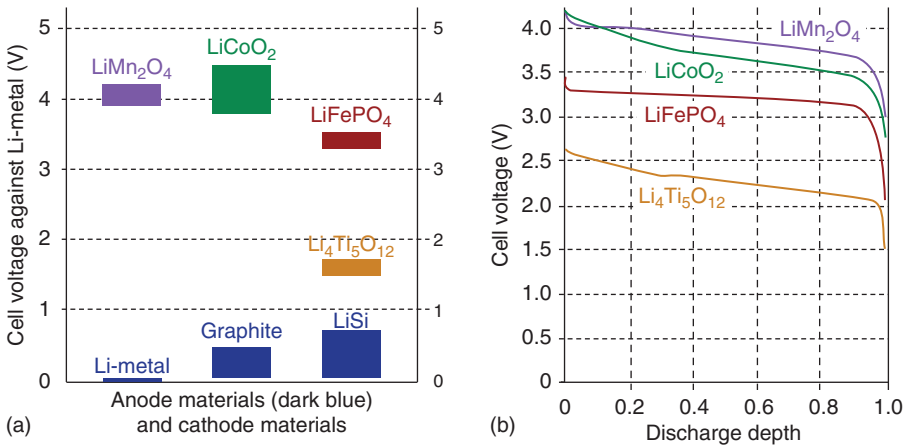 Cell voltage against Li-metal (V)
5
4
3
2
1
0
LiMn₂O₄
LiCoO₂
LiFePO₄
Li₄Ti₅O₁₂
Li-metal
Graphite
LiSi
5
4
3
2
1
0
Anode materials (dark blue)
and cathode materials
(a)
Cell voltage (V)
4.0
3.5
3.0
2.5
2.0
1.5
1.0
0.5
0
LiMn₂O₄
LiCoO₂
LiFePO₄
Li₄Ti₅O₁₂
0 0.2 0.4 0.6 0.8 1.0
Discharge depth
(b)